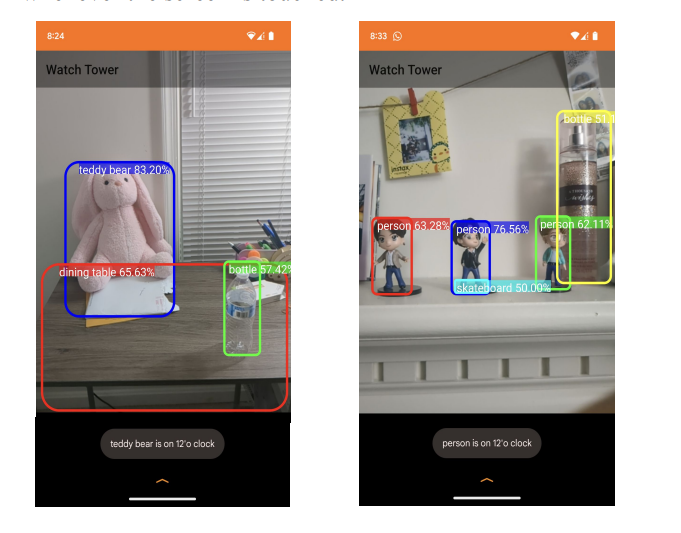 8:24
Watch Tower
teddy bear 83.20%
dining table 65.63%
bottle 57.42%
teddy bear is on 12'o clock
8:33
Watch Tower
bottle 51.1
instax
person 63.28%
person 76.56%
person 62.11%
skateboard 50.00%
person is on 12'o clock